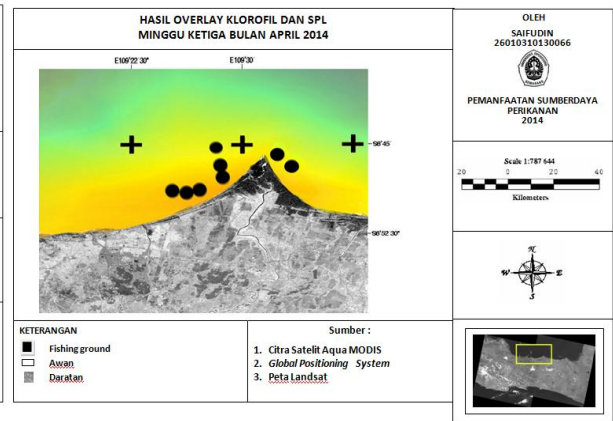 HASIL OVERLAY KLOROFIL DAN SPL
MINGGU KETIGA BULAN APRIL 2014
E109'22 30"
E109'30
S6'45
S6'52 30"
KETERANGAN
Fishing ground
Awan
Daratan
Sumber :
1. Citra Satelit Aqua MODIS
2. Global Positioning System
3. Peta Landsat
OLEH
SAIFUDIN
26010310130066
PEMANFAATAN SUMBERDAYA
PERIKANAN
2014
Scale 1:787 644
20 0 20 40
Kilometers
N
W E
S